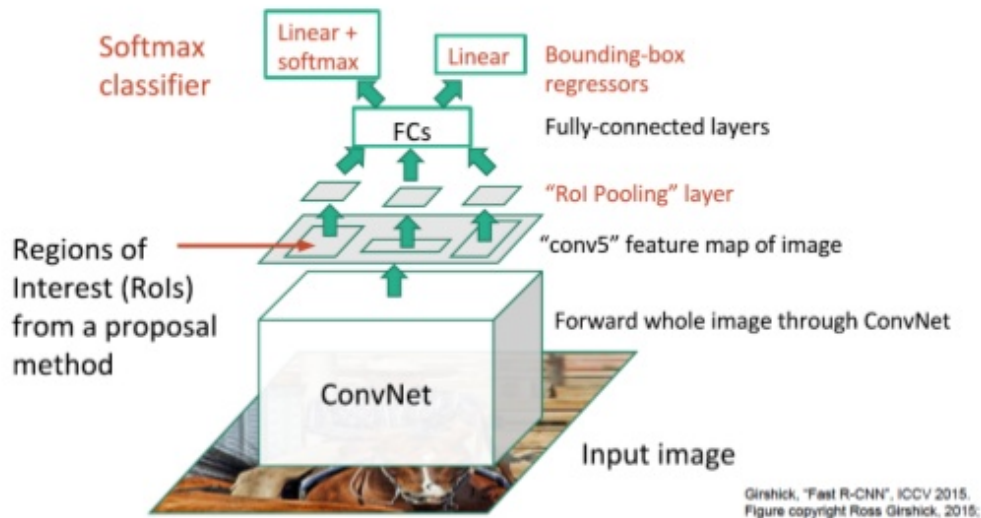 Softmax
classifier
Linear +
softmax
Linear
Bounding-box
regressors
FCs
Fully-connected layers
“RoI Pooling” layer
Regions of
Interest (RoIs)
from a proposal
method
“conv5” feature map of image
Forward whole image through ConvNet
ConvNet
Input image
Girshick, "Fast R-CNN", ICCV 2015.
Figure copyright Ross Girshick, 2015;